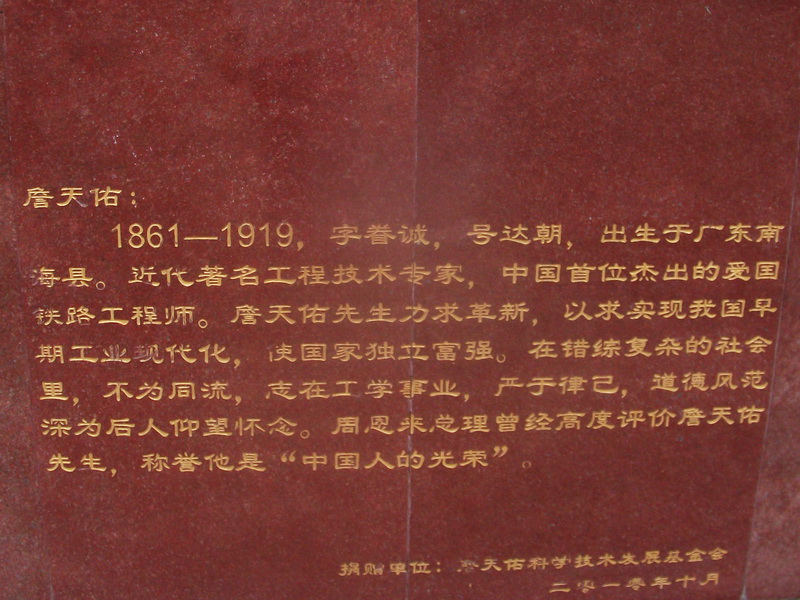 詹天佑：
1861—1919，字眷诚，号达朝，出生于广东南
海县。近代著名工程技术专家，中国首位杰出的爱国
铁路工程师。詹天佑先生力求革新，以求实现我国早
期工业现代化，使国家独立富强。在错综复杂的社会
里，不为同流，志在工学事业，严于律己，道德风范
深为后人仰望怀念。周恩来总理曾经高度评价詹天佑
先生，称誉他是“中国人的光荣”。
捐赠单位：詹天佑科学技术发展基金会
二零一零年十月